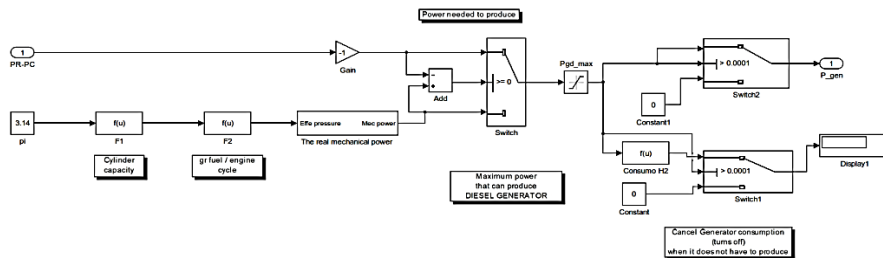 Power needed to produce
1
PR-PC
-1
Gain
Add
>= 0
Switch
Pgd_max
> 0.0001
Switch2
1
P_gen
0
Constant1
3.14
pi
f(u)
F1
f(u)
F2
Effe pressure
Mec power
The real mechanical power
Cylinder
capacity
gr fuel / engine
cycle
Maximum power
that can produce
DIESEL GENERATOR
f(u)
Consumo H2
> 0.0001
Switch1
0
Constant
Display1
Cancel Generator consumption
(turns off)
when it does not have to produce